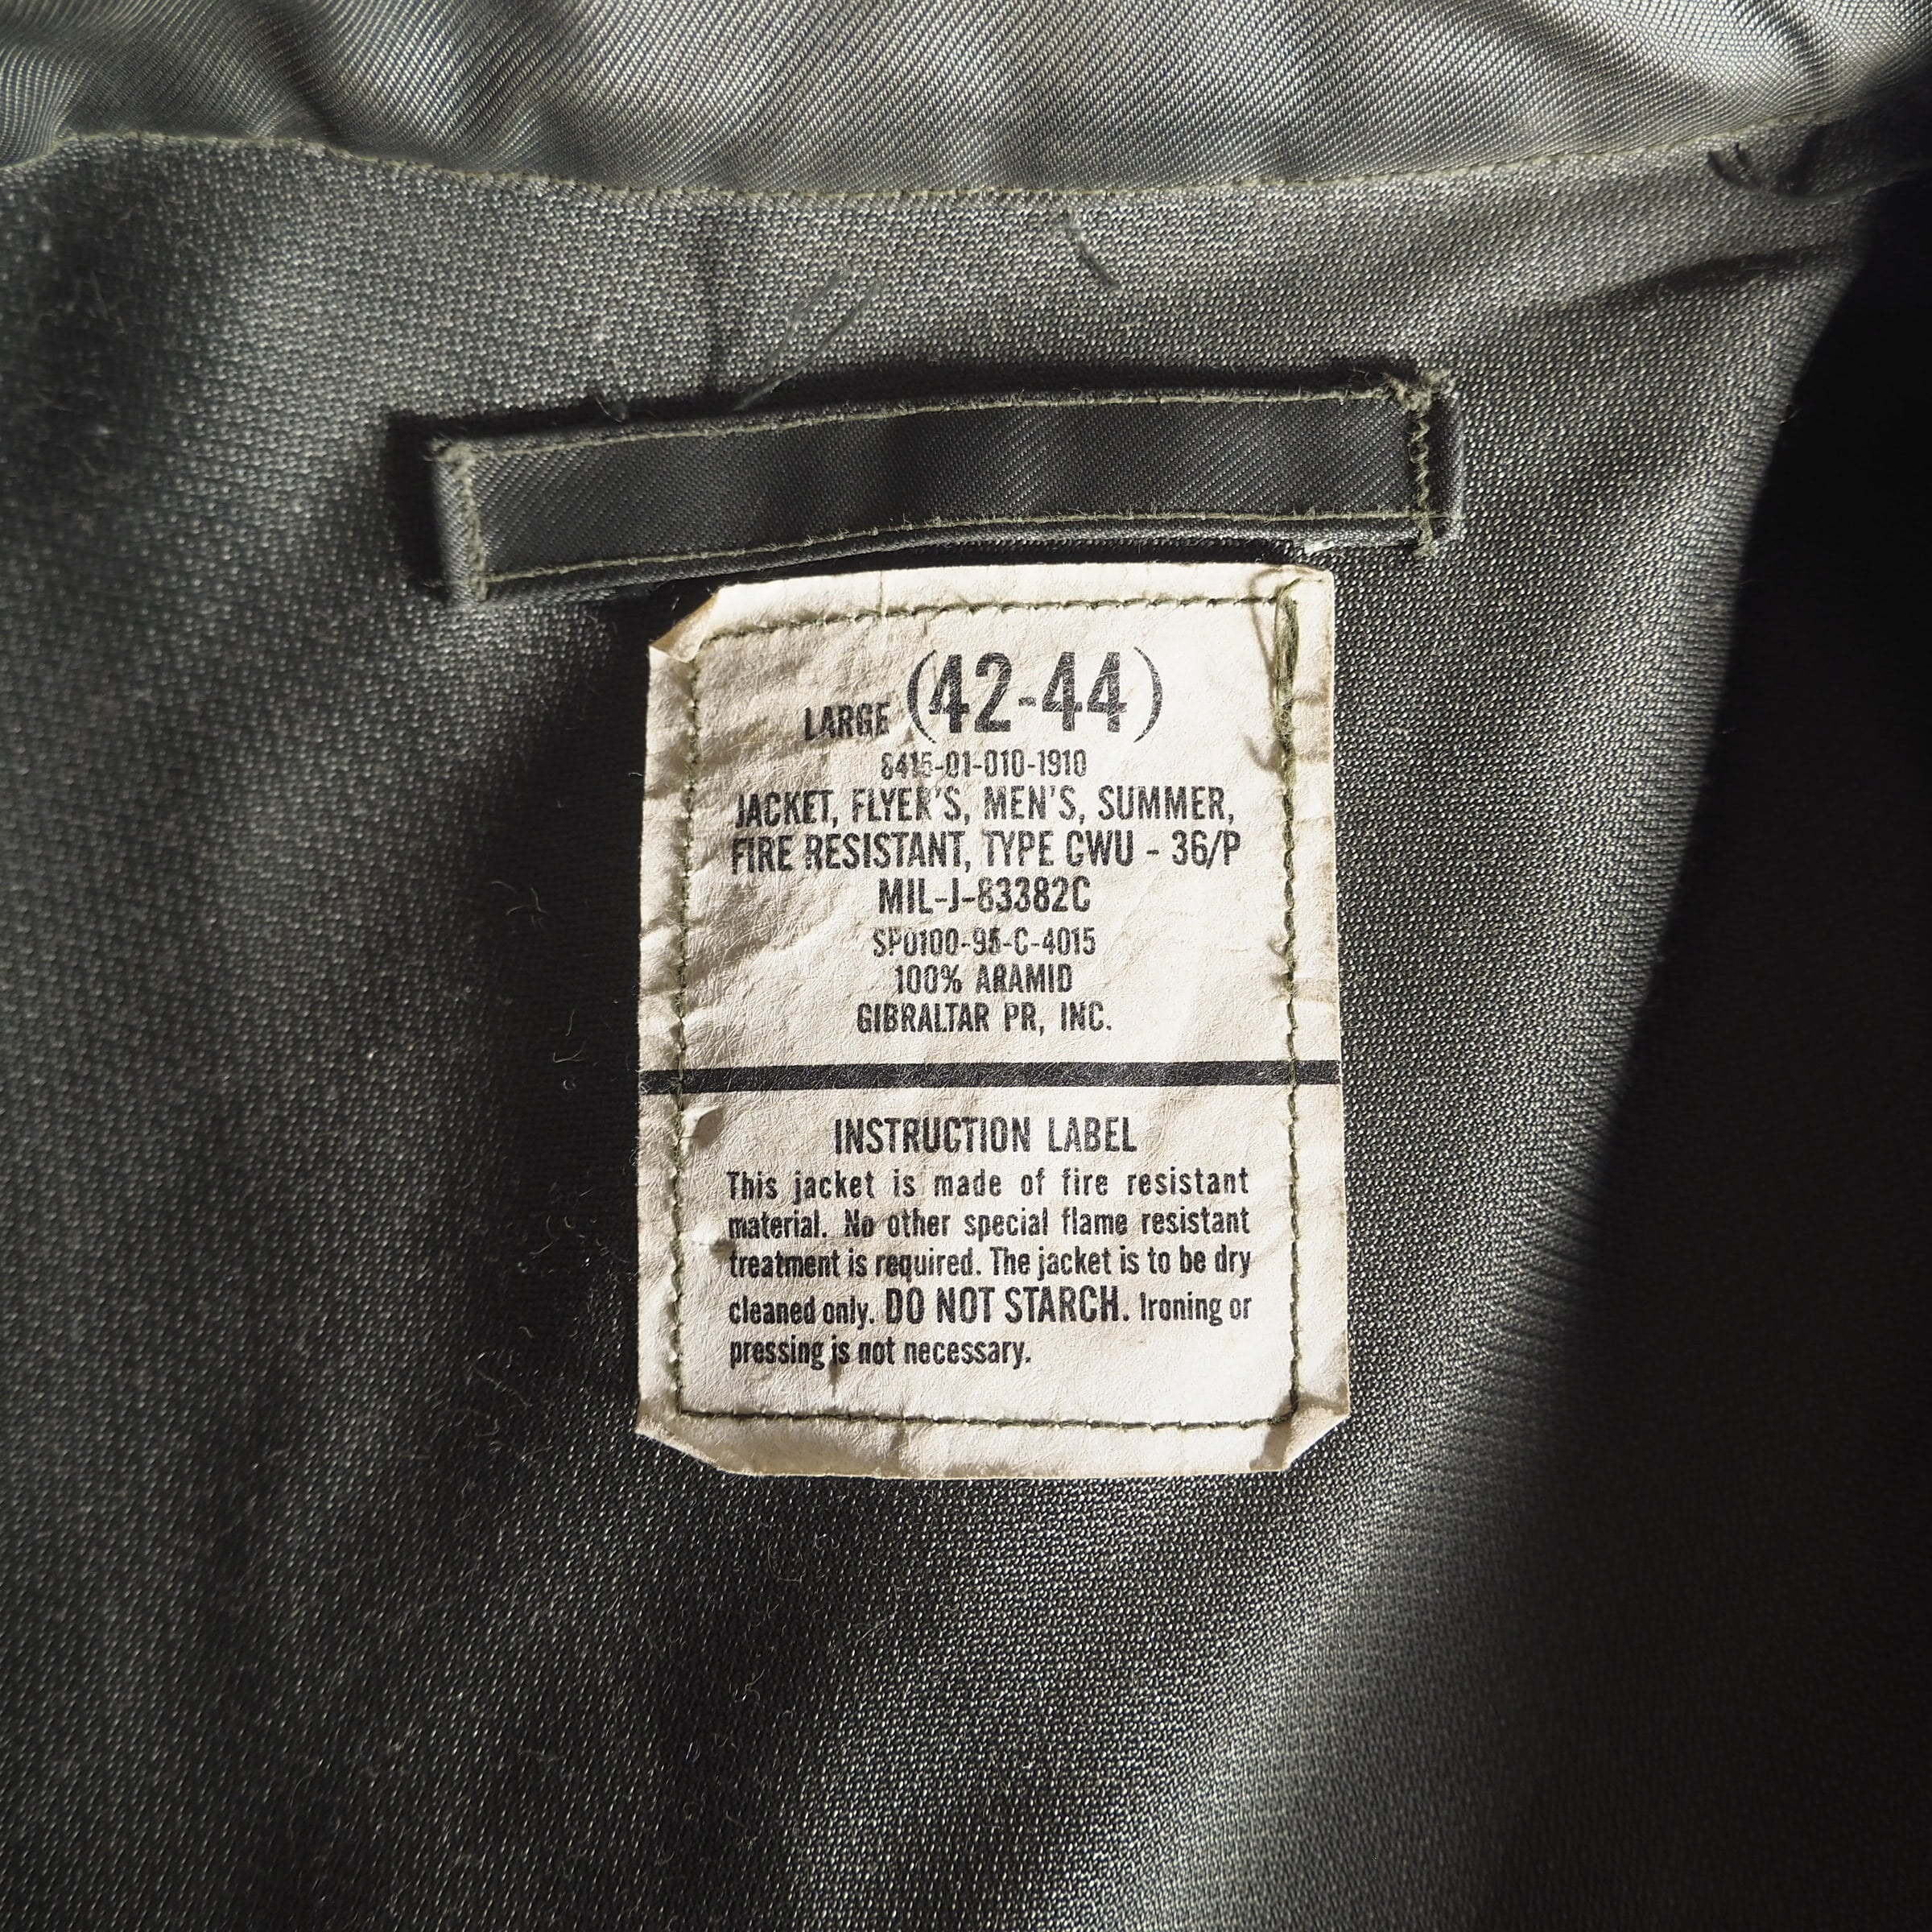 LARGE (42-44)
8415-01-010-1910
JACKET, FLYER'S, MEN'S, SUMMER,
FIRE RESISTANT, TYPE CWU - 36/P
MIL-J-83382C
100% ARAMID
GIBRALTAR PR, INC.
INSTRUCTION LABEL
This jacket is made of fire resistant
material. No other special flame resistant
treatment is required. The jacket is to be dry
cleaned only. DO NOT STARCH. Ironing or
pressing is not necessary.